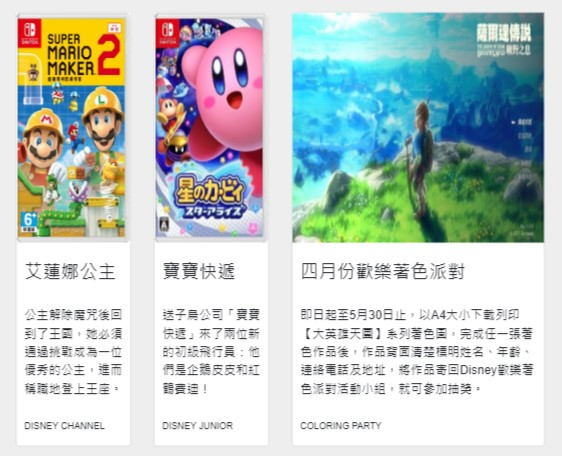 NINTENDO
SWITCH
SUPER
MARIO
MAKER 2
6+
NINTENDO
SWITCH
星のカービィ
スターアライズ
薩爾達傳說
曠野之息
艾蓮娜公主
公主解除魔咒後回
到了王國，她必須
通過挑戰成為一位
優秀的公主，進而
稱職地登上王座。
DISNEY CHANNEL
寶寶快遞
送子鳥公司「寶寶
快遞」來了兩位新
的初級飛行員：他
們是企鵝皮皮和紅
鶴賽迪！
DISNEY JUNIOR
四月份歡樂著色派對
即日起至5月30日止，以A4大小下載列印
【大英雄天團】系列著色圖，完成任一張著
色作品後，作品背面清楚標明姓名、年齡、
連絡電話及地址，將作品寄回Disney歡樂著
色派對活動小組，就可參加抽獎。
COLORING PARTY